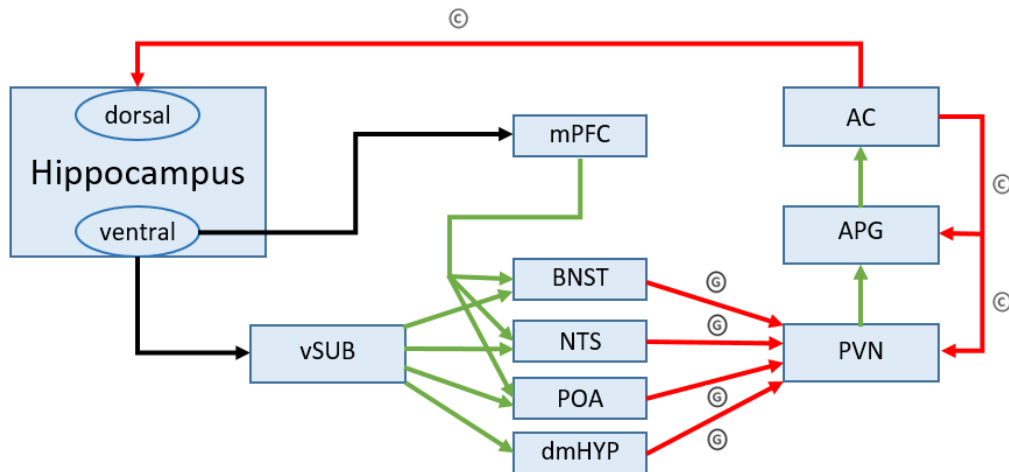 ©
dorsal
Hippocampus
ventral
mPFC
AC
©
APG
©
BNST
Ⓖ
vSUB
NTS
Ⓖ
PVN
POA
Ⓖ
dmHYP
Ⓖ